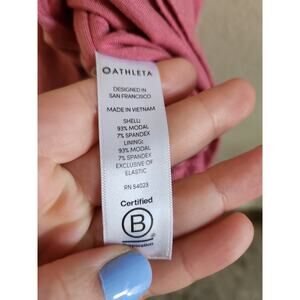 ATHLETA
DESIGNED IN
SAN FRANCISCO
MADE IN VIETNAM
SHELL:
93% MODAL
7% SPANDEX
LINING:
93% MODAL
7% SPANDEX
EXCLUSIVE OF
ELASTIC
RN 54023
Certified
B